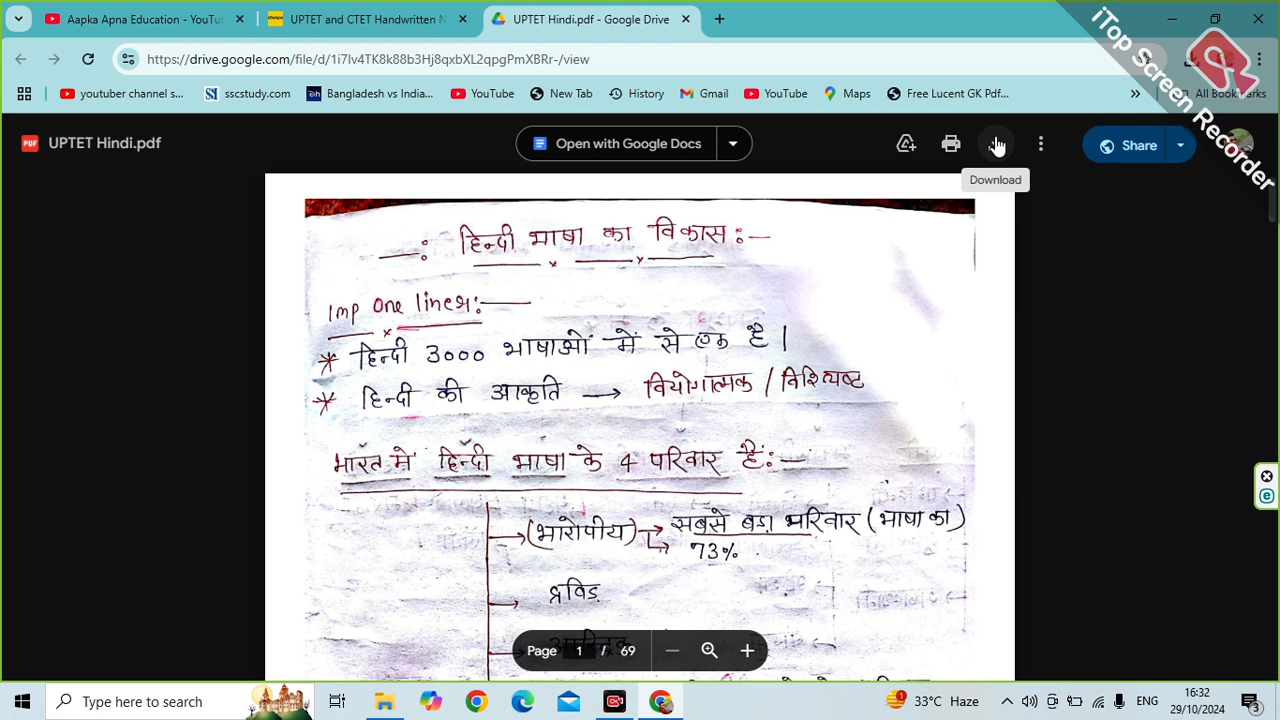 Aapka Apna Education - YouTu
UPTET and CTET Handwritten N
UPTET Hindi.pdf - Google Drive
https://drive.google.com/file/d/1i7Iv4TK8k88b3Hj8qxbXL2qpgPmXBRr-/view
youtuber channel s...
sscstudy.com
Bangladesh vs India...
YouTube
New Tab
History
Gmail
YouTube
Maps
Free Lucent GK Pdf...
All Bookmarks
iTop Screen Recorder
PDF UPTET Hindi.pdf
Open with Google Docs
Share
Download
हिन्दी भाषा का विकास :—
Imp One liners:—
* हिन्दी 3000 भाषाओं में से एक है |
* हिन्दी की आकृति → वियोगात्मक / विश्लिष्ट
भारत मे हिन्दी भाषा के 4 परिवार हैं:—
(भारोपीय) → सबसे बड़ा परिवार (भाषा का)
73%
द्रविड़
Page 1 / 69
Type here to search
33°C Haze
ENG
16:32
29/10/2024